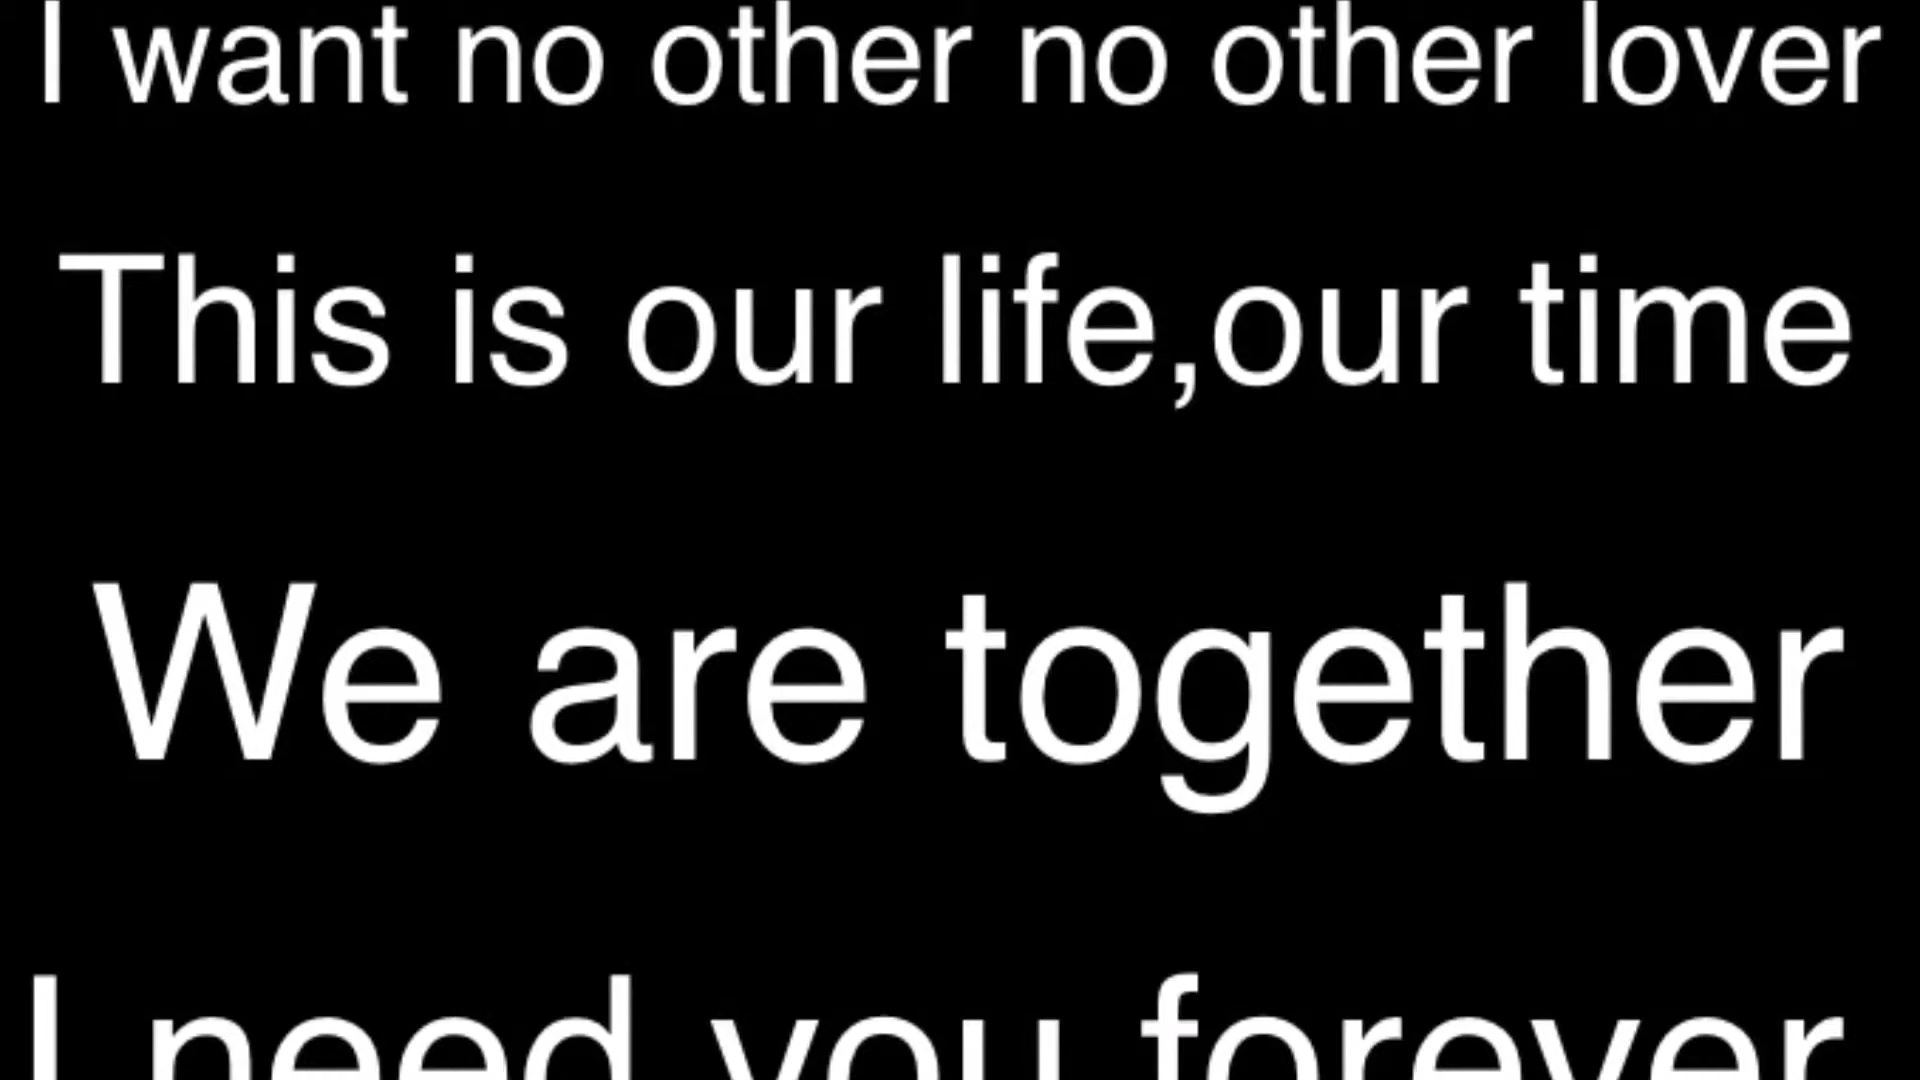 I want no other no other lover
This is our life,our time
We are together
I need you forever